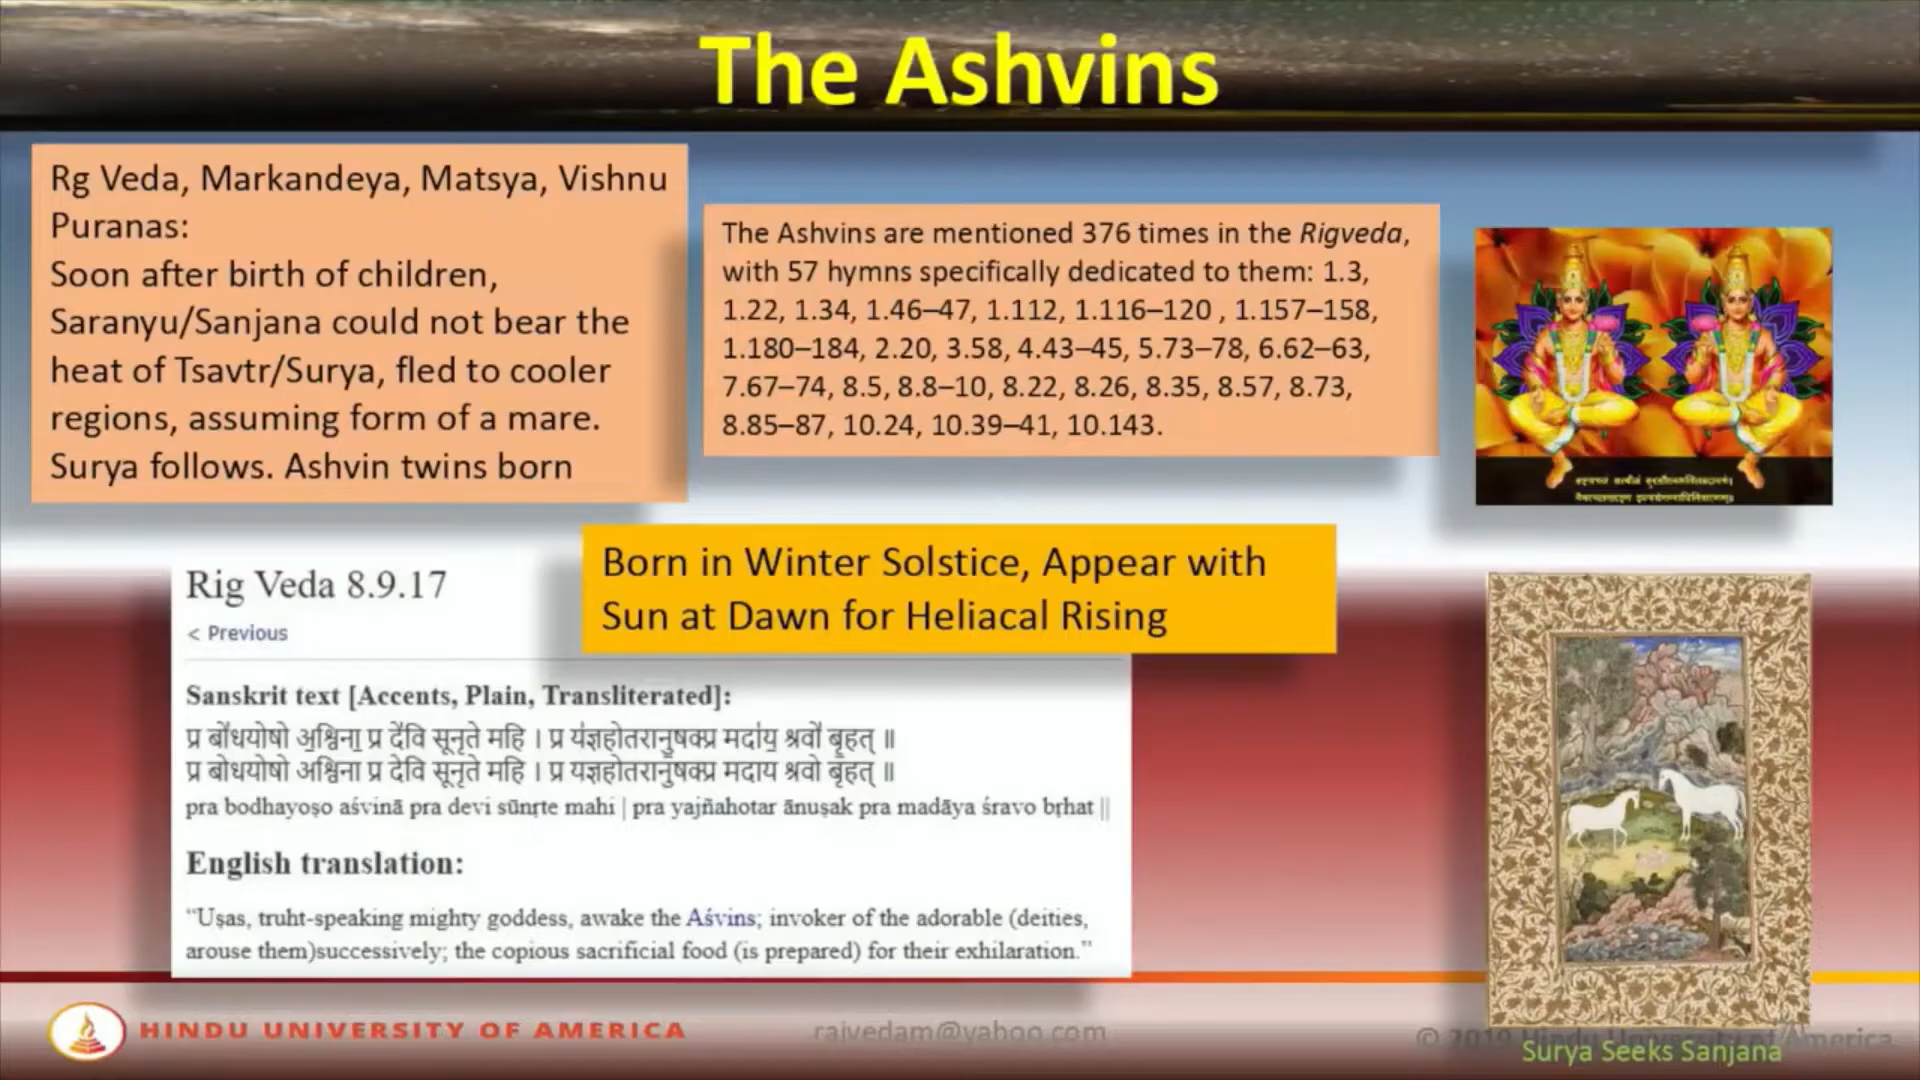 The Ashvins
Rg Veda, Markandeya, Matsya, Vishnu
Puranas:
Soon after birth of children,
Saranyu/Sanjana could not bear the
heat of Tsavtr/Surya, fled to cooler
regions, assuming form of a mare.
Surya follows. Ashvin twins born
The Ashvins are mentioned 376 times in the Rigveda,
with 57 hymns specifically dedicated to them: 1.3,
1.22, 1.34, 1.46–47, 1.112, 1.116–120 , 1.157–158,
1.180–184, 2.20, 3.58, 4.43–45, 5.73–78, 6.62–63,
7.67–74, 8.5, 8.8–10, 8.22, 8.26, 8.35, 8.57, 8.73,
8.85–87, 10.24, 10.39–41, 10.143.
Born in Winter Solstice, Appear with
Sun at Dawn for Heliacal Rising
Rig Veda 8.9.17
< Previous
Sanskrit text [Accents, Plain, Transliterated]:
प्र बो॑धयोषो अ॒श्विना॒ प्र दे॑वि सूनृते महि । प्र य॑ज्ञहोतरानु॒षक्प्र मदा॑य॒ श्रवो॑ बृ॒हत् ॥
प्र बोधयोषो अश्विना प्र देवि सूनृते महि । प्र यज्ञहोतरानुषक्प्र मदाय श्रवो बृहत् ॥
pra bodhayoṣo aśvinā pra devi sūnṛte mahi | pra yajñahotar ānuṣak pra madāya śravo bṛhat ||
English translation:
“Uṣas, truht-speaking mighty goddess, awake the Aśvins; invoker of the adorable (deities,
arouse them)successively; the copious sacrificial food (is prepared) for their exhilaration.”
HINDU UNIVERSITY OF AMERICA
rajvedam@yahoo.com
© 2019 Hindu University of America
Surya Seeks Sanjana